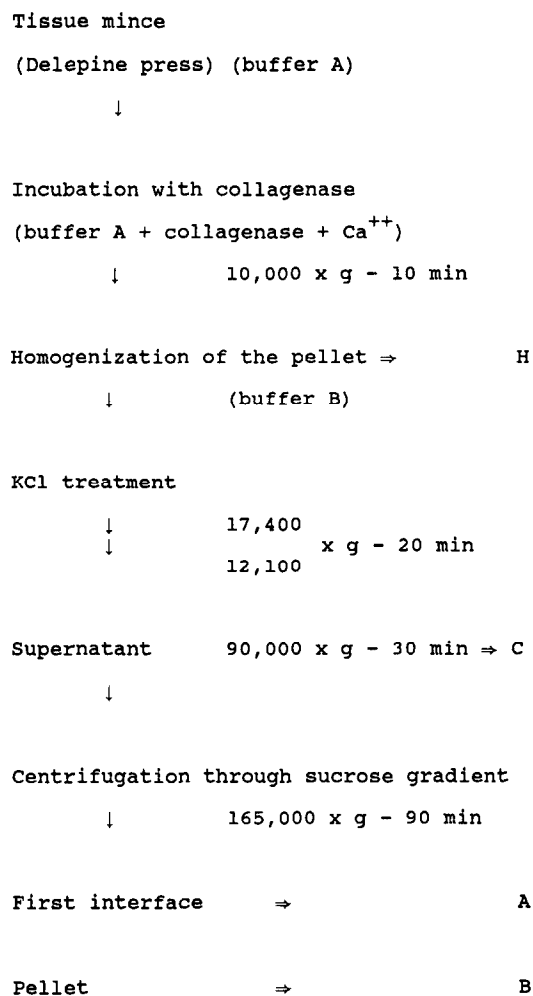 Tissue mince
(Delepine press) (buffer A)
↓
Incubation with collagenase
(buffer A + collagenase + Ca++)
↓ 10,000 x g - 10 min
Homogenization of the pellet ⇒ H
↓ (buffer B)
KCl treatment
↓ 17,400
↓ x g - 20 min
12,100
Supernatant 90,000 x g - 30 min ⇒ C
↓
Centrifugation through sucrose gradient
↓ 165,000 x g - 90 min
First interface ⇒ A
Pellet ⇒ B